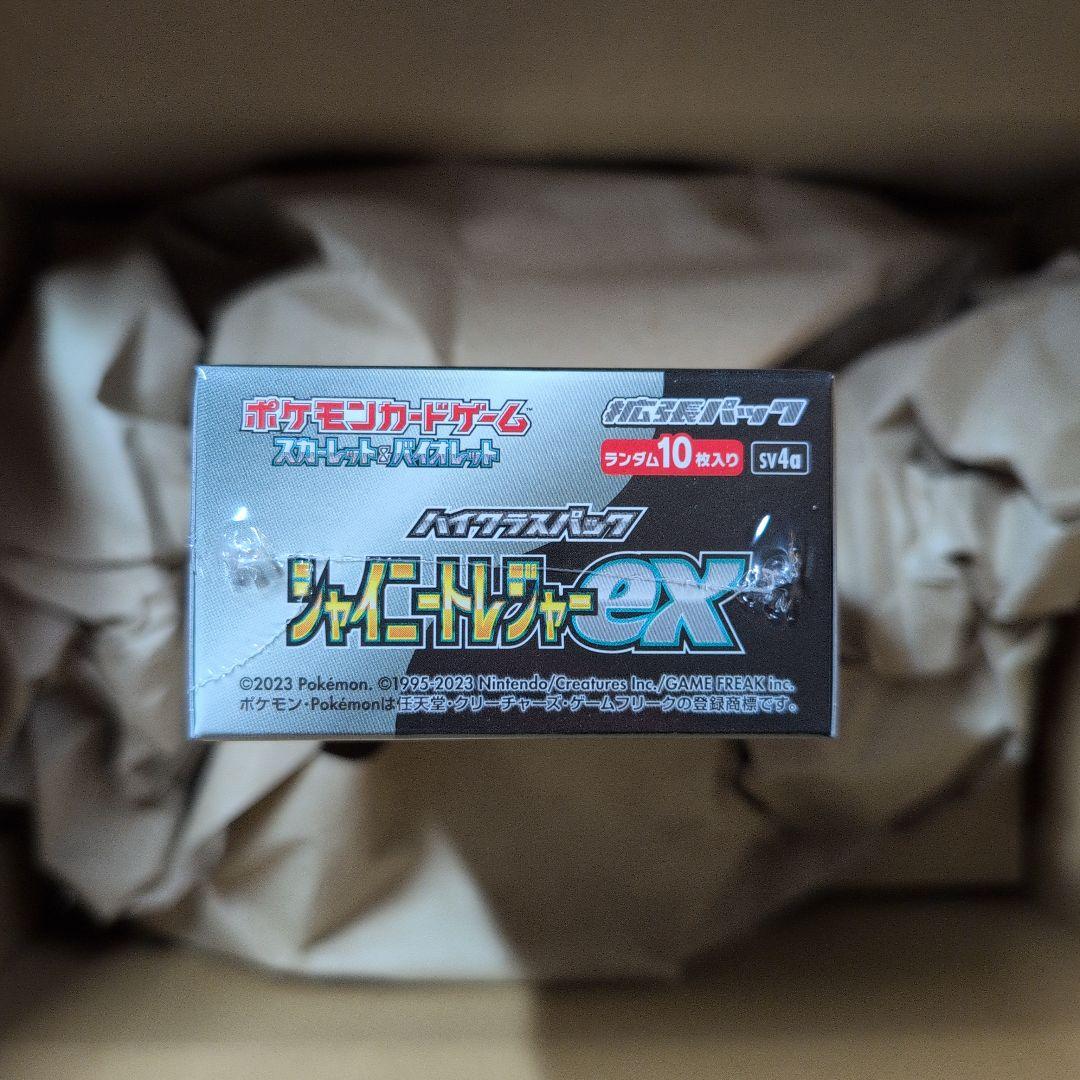 ポケモンカードゲーム™
スカーレット&バイオレット
拡張パック
ランダム10枚入り
SV4a
ハイクラスパック
シャイニートレジャーex
©2023 Pokémon. ©1995-2023 Nintendo/Creatures Inc./GAME FREAK inc.
ポケモン・Pokémonは任天堂・クリーチャーズ・ゲームフリークの登録商標です。